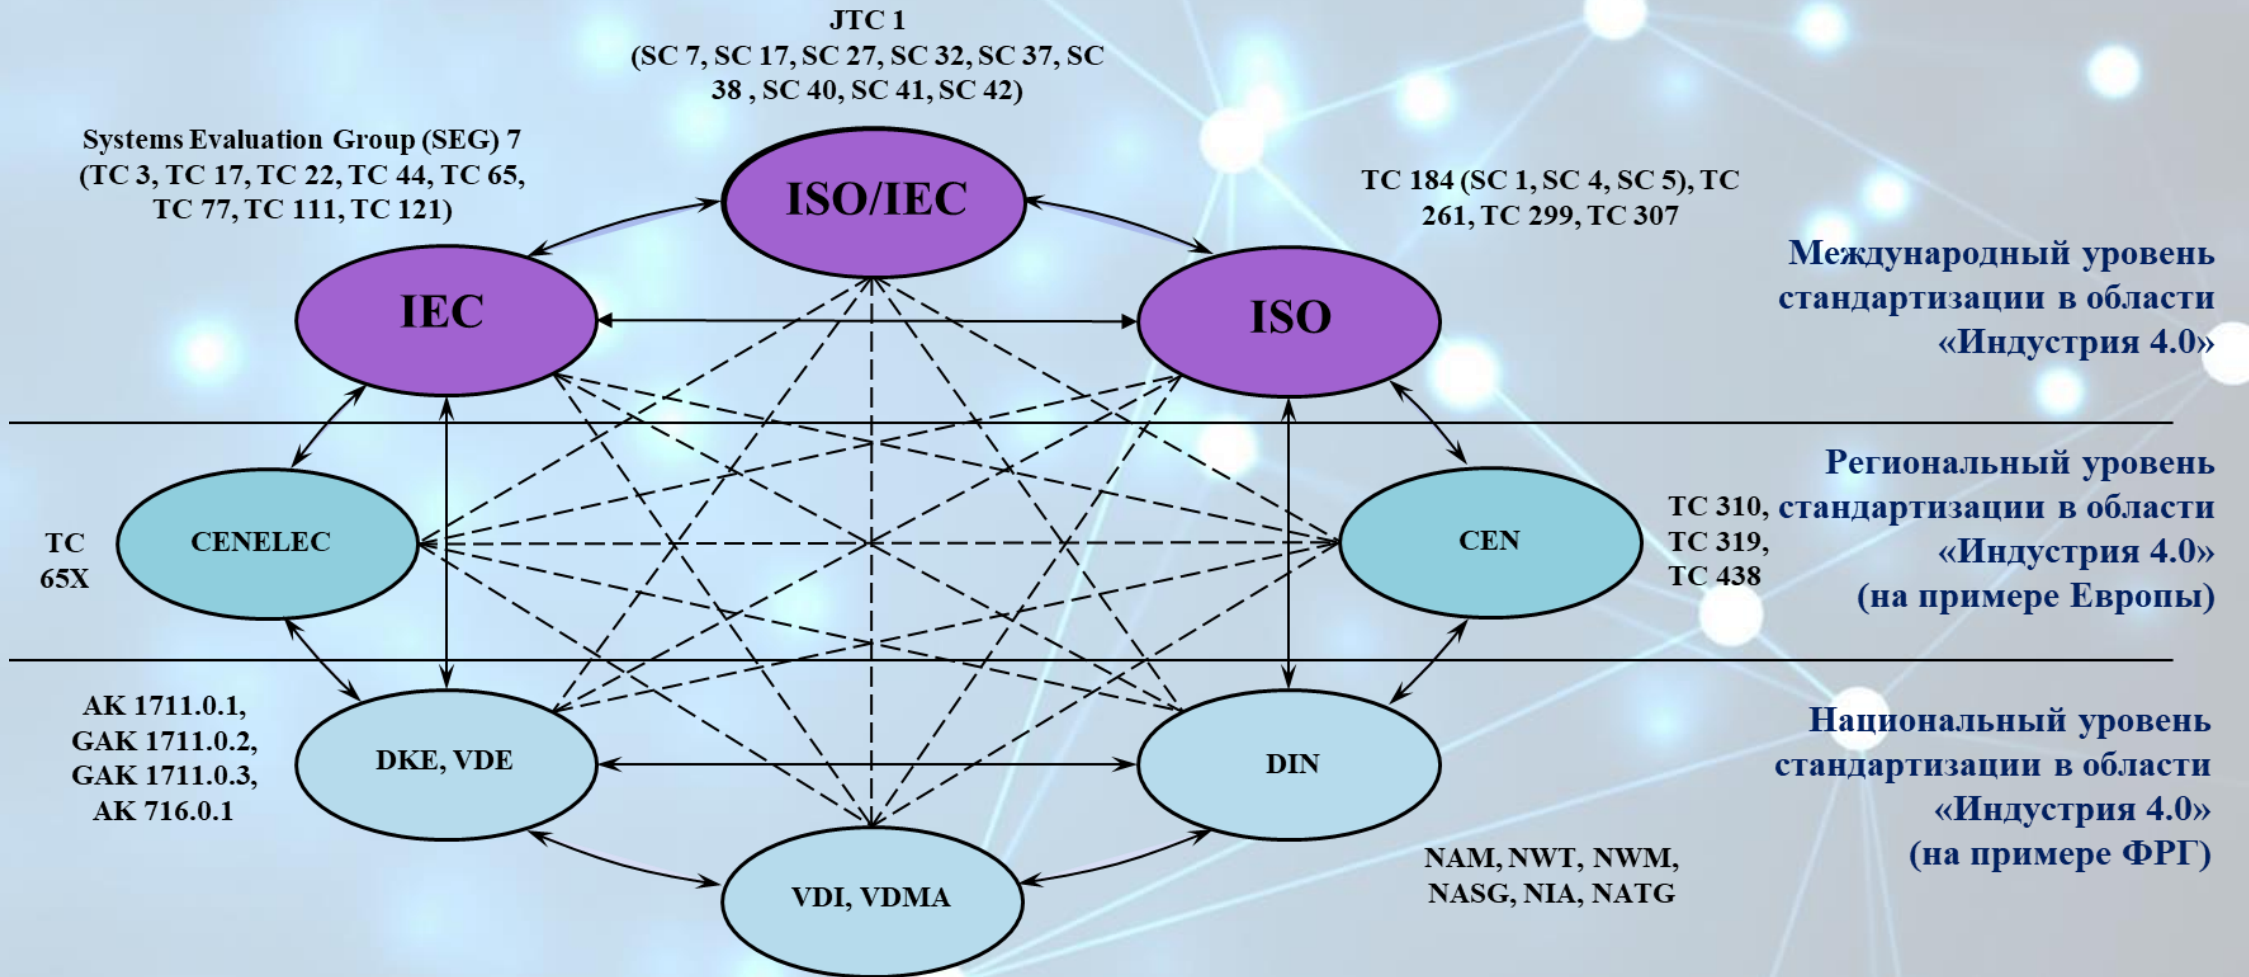 JTC 1
(SC 7, SC 17, SC 27, SC 32, SC 37, SC
38 , SC 40, SC 41, SC 42)
Systems Evaluation Group (SEG) 7
(TC 3, TC 17, TC 22, TC 44, TC 65,
TC 77, TC 111, TC 121)
ISO/IEC
TC 184 (SC 1, SC 4, SC 5), TC
261, TC 299, TC 307
IEC
ISO
Международный уровень
стандартизации в области
«Индустрия 4.0»
TC
65X
CENELEC
CEN
TC 310,
TC 319,
TC 438
Региональный уровень
стандартизации в области
«Индустрия 4.0»
(на примере Европы)
AK 1711.0.1,
GAK 1711.0.2,
GAK 1711.0.3,
AK 716.0.1
DKE, VDE
DIN
VDI, VDMA
NAM, NWT, NWM,
NASG, NIA, NATG
Национальный уровень
стандартизации в области
«Индустрия 4.0»
(на примере ФРГ)